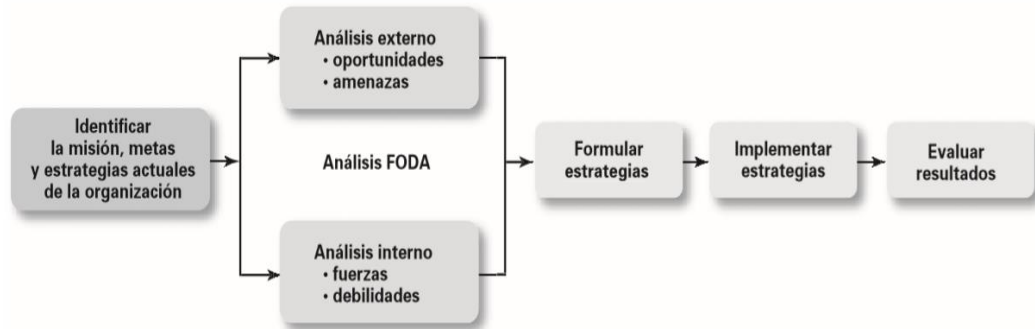 Identificar
la misión, metas
y estrategias actuales
de la organización
Análisis externo
• oportunidades
• amenazas
Análisis FODA
Análisis interno
• fuerzas
• debilidades
Formular
estrategias
Implementar
estrategias
Evaluar
resultados